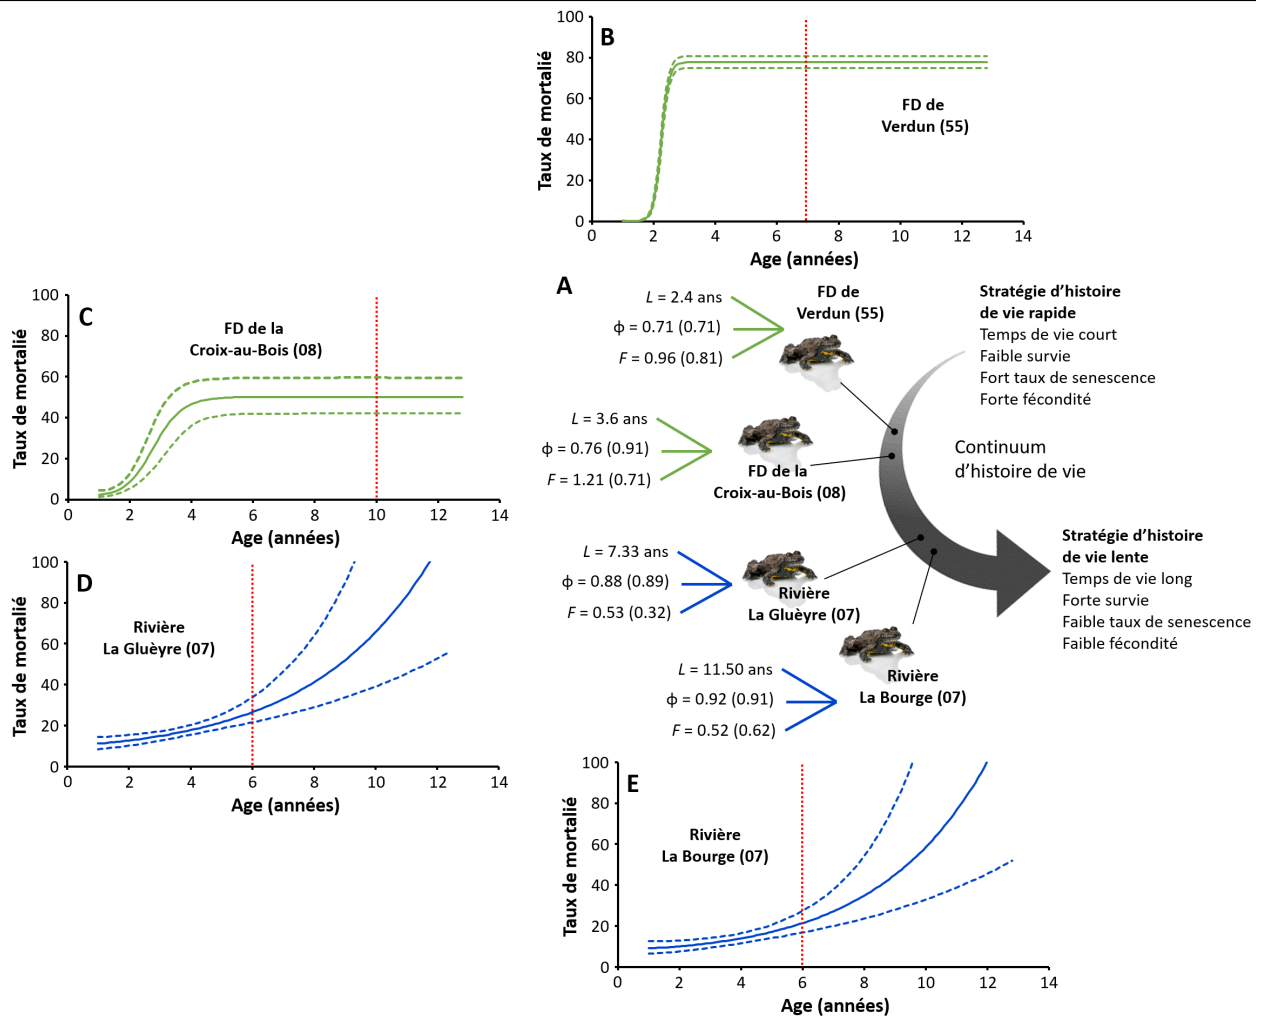 B
Taux de mortalié
100
80
60
40
20
0
FD de
Verdun (55)
0 2 4 6 8 10 12 14
Age (années)
C
Taux de mortalié
100
80
60
40
20
0
FD de la
Croix-au-Bois (08)
0 2 4 6 8 10 12 14
Age (années)
A
L = 2.4 ans
ϕ = 0.71 (0.71)
F = 0.96 (0.81)
FD de
Verdun (55)
L = 3.6 ans
ϕ = 0.76 (0.91)
F = 1.21 (0.71)
FD de la
Croix-au-Bois (08)
L = 7.33 ans
ϕ = 0.88 (0.89)
F = 0.53 (0.32)
Rivière
La Gluèyre (07)
L = 11.50 ans
ϕ = 0.92 (0.91)
F = 0.52 (0.62)
Rivière
La Bourge (07)
Stratégie d’histoire
de vie rapide
Temps de vie court
Faible survie
Fort taux de senescence
Forte fécondité
Continuum
d’histoire de vie
Stratégie d’histoire
de vie lente
Temps de vie long
Forte survie
Faible taux de senescence
Faible fécondité
D
Taux de mortalié
100
80
60
40
20
0
Rivière
La Gluèyre (07)
0 2 4 6 8 10 12 14
Age (années)
E
Taux de mortalié
100
80
60
40
20
0
Rivière
La Bourge (07)
0 2 4 6 8 10 12 14
Age (années)